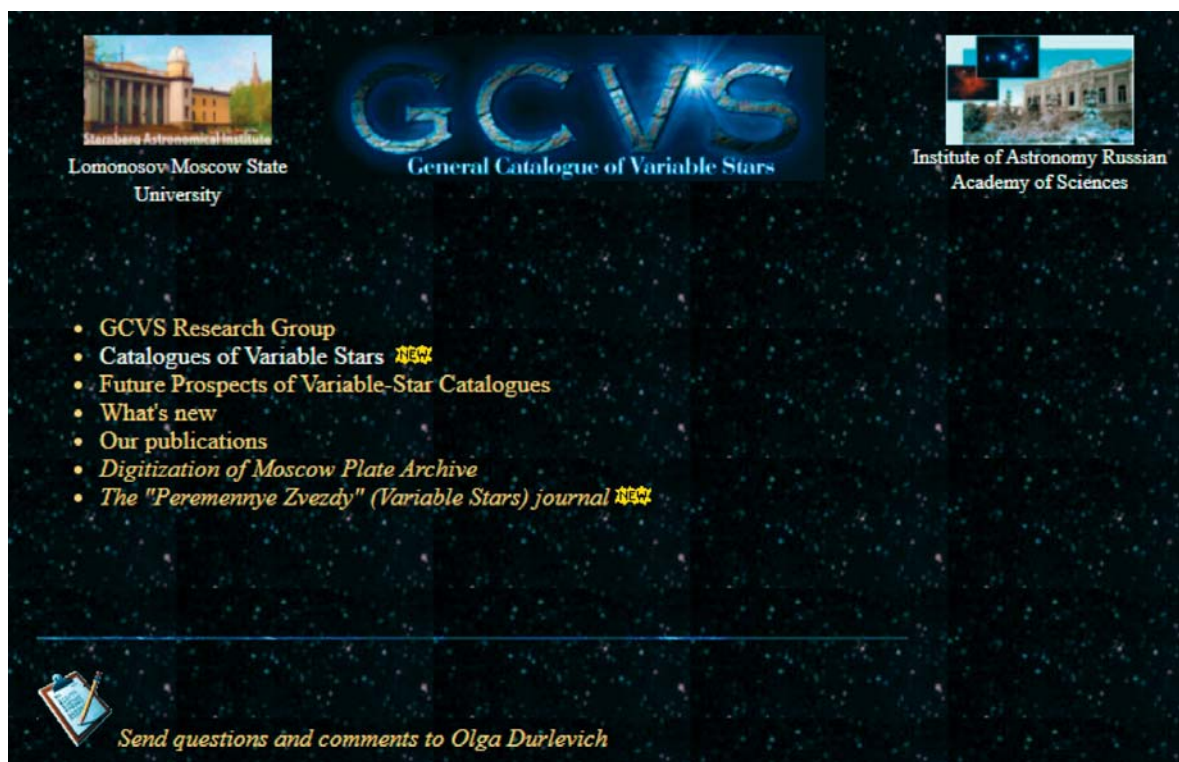 Sternberg Astronomical Institute
Lomonosov Moscow State
University
GCVS
General Catalogue of Variable Stars
Institute of Astronomy Russian
Academy of Sciences
• GCVS Research Group
• Catalogues of Variable Stars NEW
• Future Prospects of Variable-Star Catalogues
• What's new
• Our publications
• Digitization of Moscow Plate Archive
• The "Peremennye Zvezdy" (Variable Stars) journal NEW
Send questions and comments to Olga Durlevich